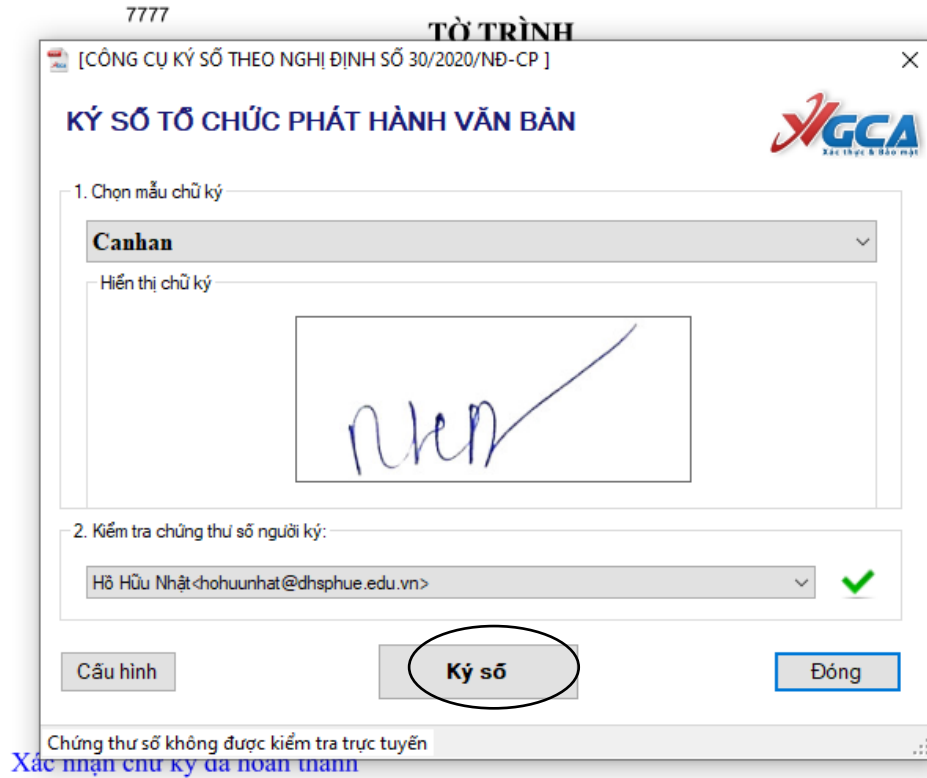 7777
TỜ TRÌNH
[CÔNG CỤ KÝ SỐ THEO NGHỊ ĐỊNH SỐ 30/2020/NĐ-CP ]
KÝ SỐ TỔ CHỨC PHÁT HÀNH VĂN BẢN
VGCA
Xác thực & Bảo mật
1. Chọn mẫu chữ ký
Canhan
Hiển thị chữ ký
2. Kiểm tra chứng thư số người ký:
Hồ Hữu Nhật<hohuunhat@dhsphue.edu.vn>
Cấu hình
Ký số
Đóng
Chứng thư số không được kiểm tra trực tuyến
Xác nhận chữ ký đã hoàn thành